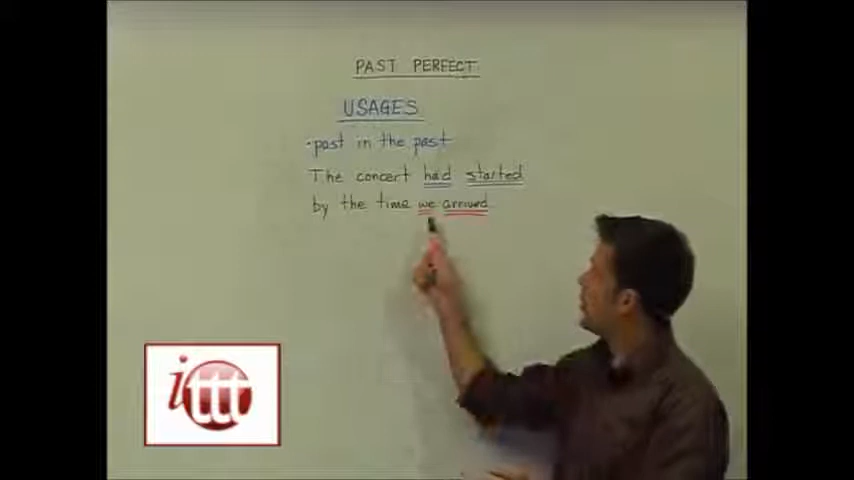 PAST PERFECT
USAGES
• past in the past
The concert had started
by the time we arrived
ittt